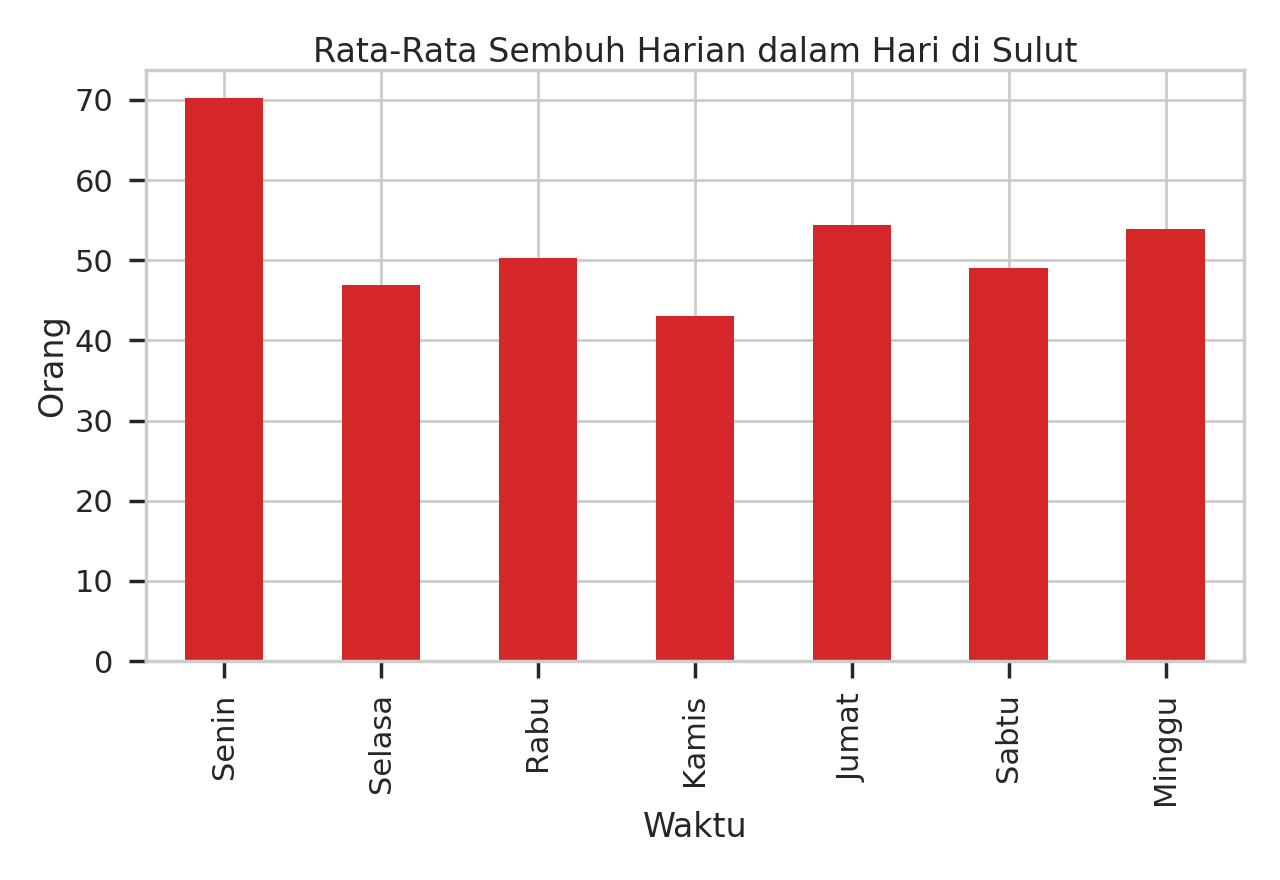 Rata-Rata Sembuh Harian dalam Hari di Sulut
70
60
50
40
30
20
10
0
Orang
Senin
Selasa
Rabu
Kamis
Jumat
Sabtu
Minggu
Waktu